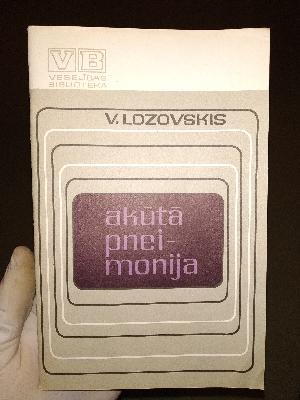 VB
VESELĪBAS
BIBLIOTĒKA
V. LOZOVSKIS
akūtā
pnei-
monija